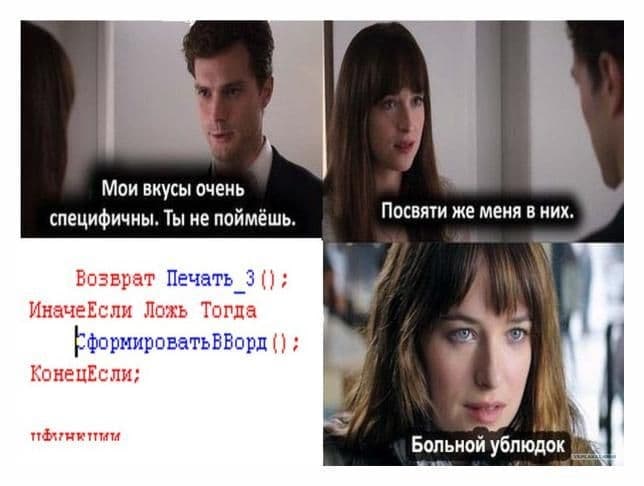 Мои вкусы очень
специфичны. Ты не поймёшь.
Посвяти же меня в них.
Возврат Печать_3();
ИначеЕсли Ложь Тогда
СформироватьВВорд();
КонецЕсли;
Больной ублюдок